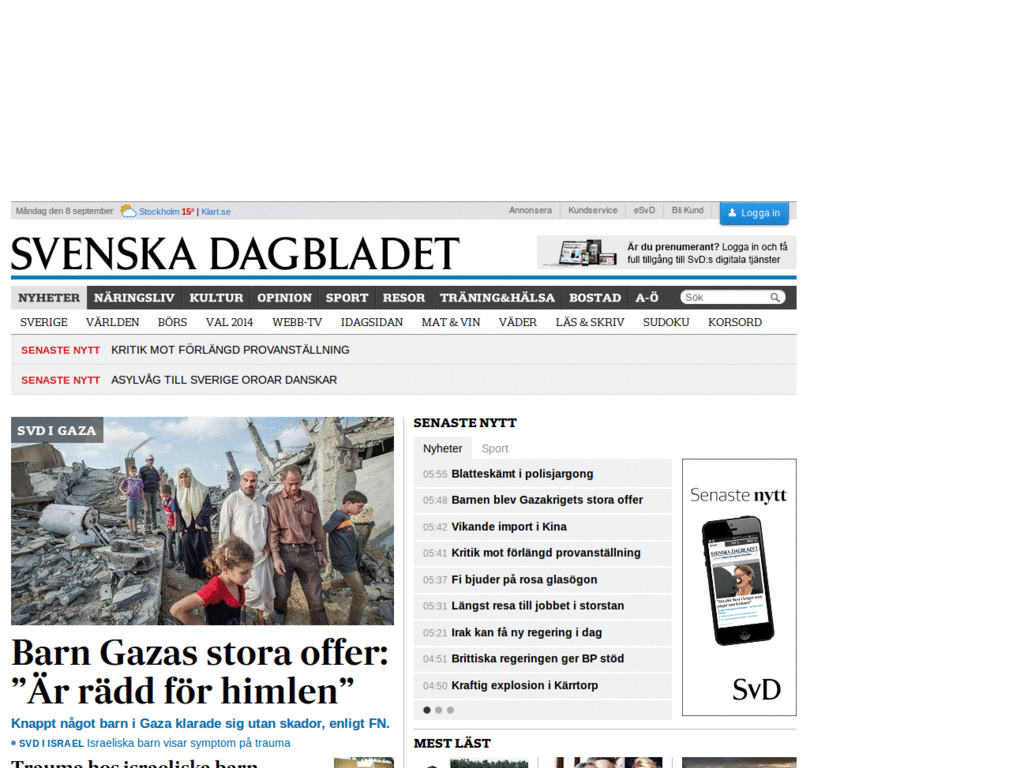 Måndag den 8 september Stockholm 15° | Klart.se Annonsera Kundservice eSvD Bli Kund Logga in
SVENSKA DAGBLADET
Är du prenumerant? Logga in och få
full tillgång till SvD:s digitala tjänster
NYHETER NÄRINGSLIV KULTUR OPINION SPORT RESOR TRÄNING&HÄLSA BOSTAD A-Ö Sök
SVERIGE VÄRLDEN BÖRS VAL 2014 WEBB-TV IDAGSIDAN MAT & VIN VÄDER LÄS & SKRIV SUDOKU KORSORD
SENASTE NYTT KRITIK MOT FÖRLÄNGD PROVANSTÄLLNING
SENASTE NYTT ASYLVÅG TILL SVERIGE OROAR DANSKAR
SVD I GAZA
Barn Gazas stora offer:
”Är rädd för himlen”
Knappt något barn i Gaza klarade sig utan skador, enligt FN.
SVD I ISRAEL Israeliska barn visar symptom på trauma
Trauma hos israeliska barn
SENASTE NYTT
Nyheter Sport
05:55 Blatteskämt i polisjargong
05:48 Barnen blev Gazakrigets stora offer
05:42 Vikande import i Kina
05:41 Kritik mot förlängd provanställning
05:37 Fi bjuder på rosa glasögon
05:31 Längst resa till jobbet i storstan
05:21 Irak kan få ny regering i dag
04:51 Brittiska regeringen ger BP stöd
04:50 Kraftig explosion i Kärrtorp
MEST LÄST
Senaste nytt
SVENSKA DAGBLADET
SvD